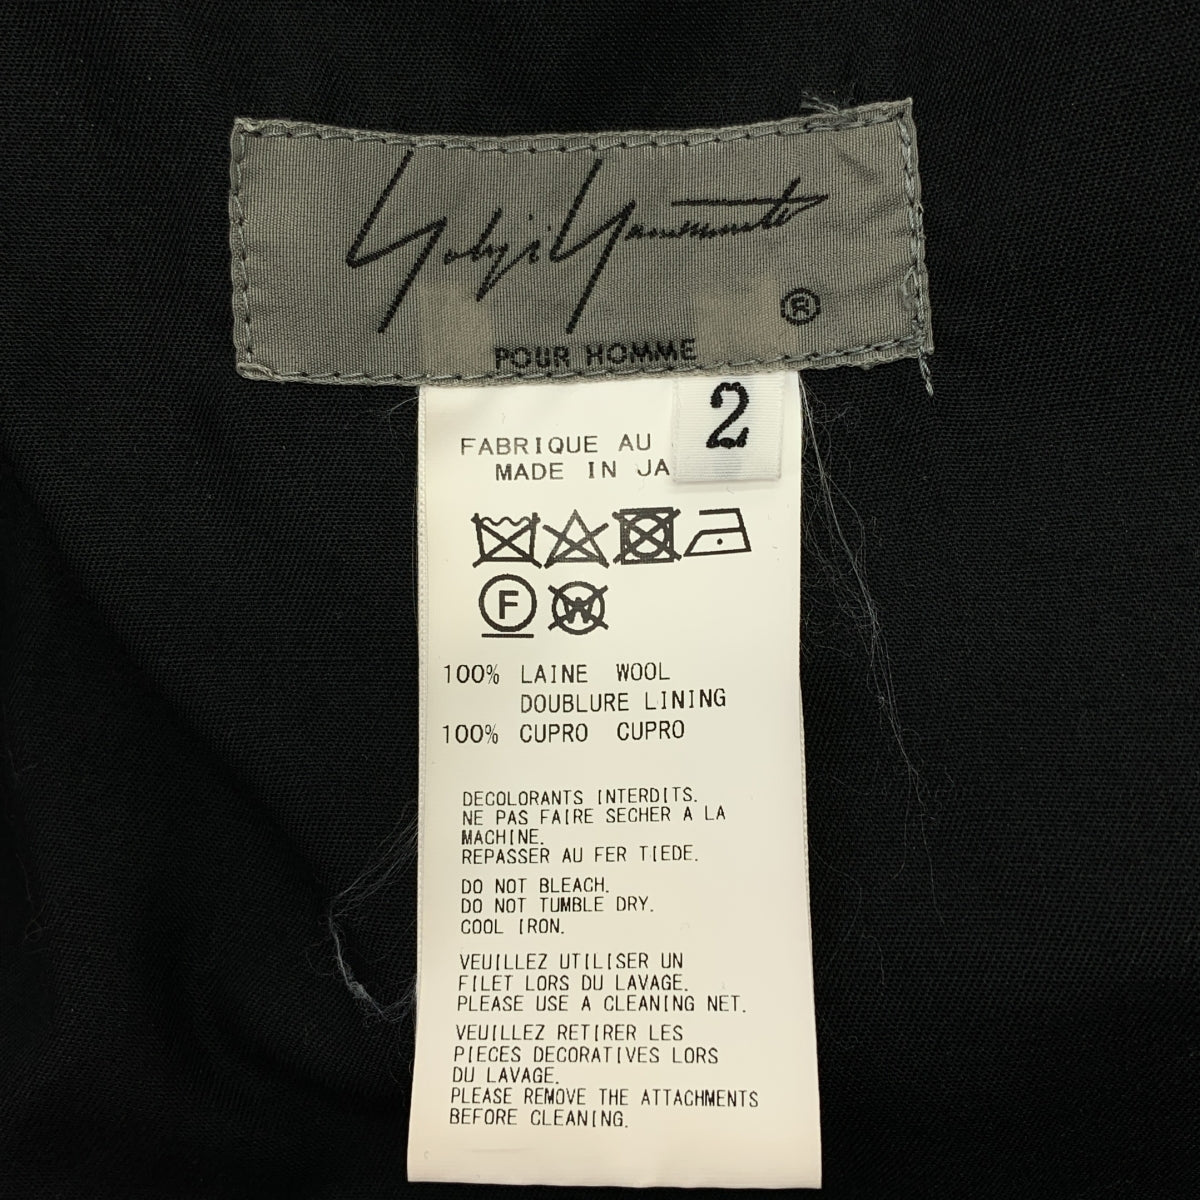 Yohji Yamamoto
®
POUR HOMME
2
FABRIQUE AU
MADE IN JA
F
W
100% LAINE WOOL
DOUBLURE LINING
100% CUPRO CUPRO
DECOLORANTS INTERDITS.
NE PAS FAIRE SECHER A LA
MACHINE.
REPASSER AU FER TIEDE.
DO NOT BLEACH.
DO NOT TUMBLE DRY.
COOL IRON.
VEUILLEZ UTILISER UN
FILET LORS DU LAVAGE.
PLEASE USE A CLEANING NET.
VEUILLEZ RETIRER LES
PIECES DECORATIVES LORS
DU LAVAGE.
PLEASE REMOVE THE ATTACHMENTS
BEFORE CLEANING.